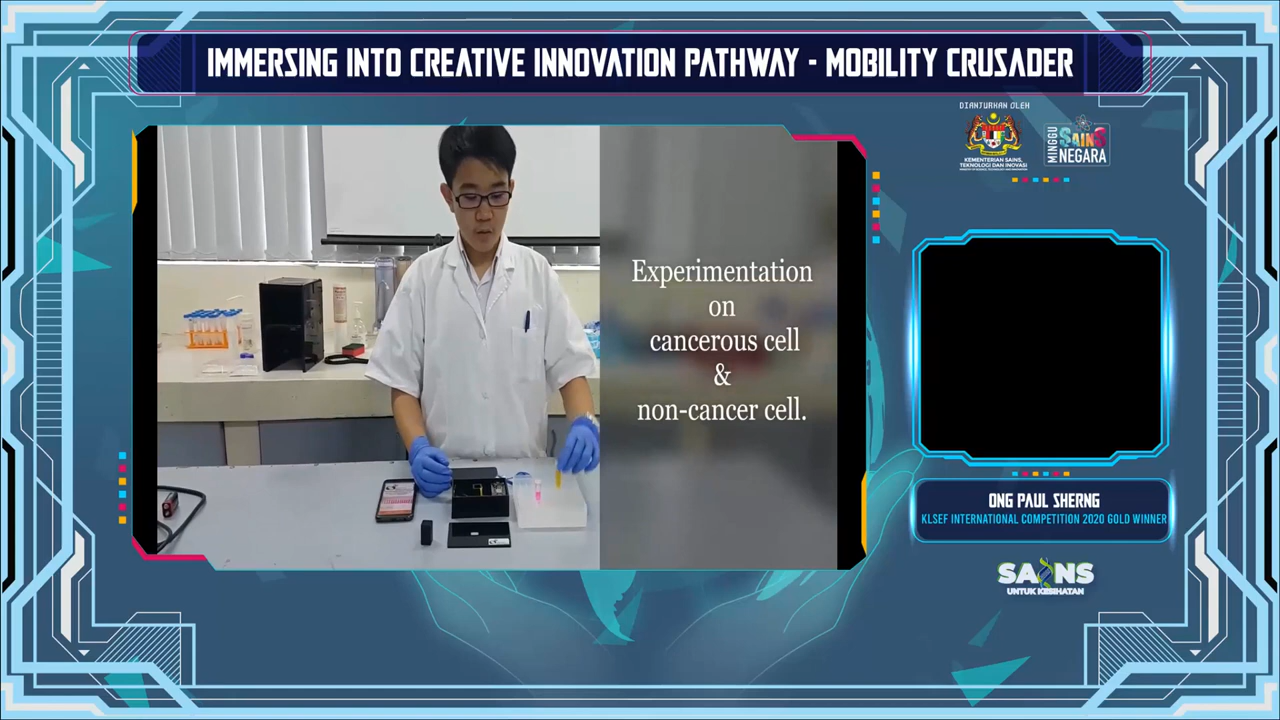 IMMERSING INTO CREATIVE INNOVATION PATHWAY - MOBILITY CRUSADER
DIANJURKAN OLEH
KEMENTERIAN SAINS,
TEKNOLOGI DAN INOVASI
MINGGU
SAINS
NEGARA
Experimentation
on
cancerous cell
&
non-cancer cell.
ONG PAUL SHERNG
KLSEF INTERNATIONAL COMPETITION 2020 GOLD WINNER
SAINS
UNTUK KESIHATAN